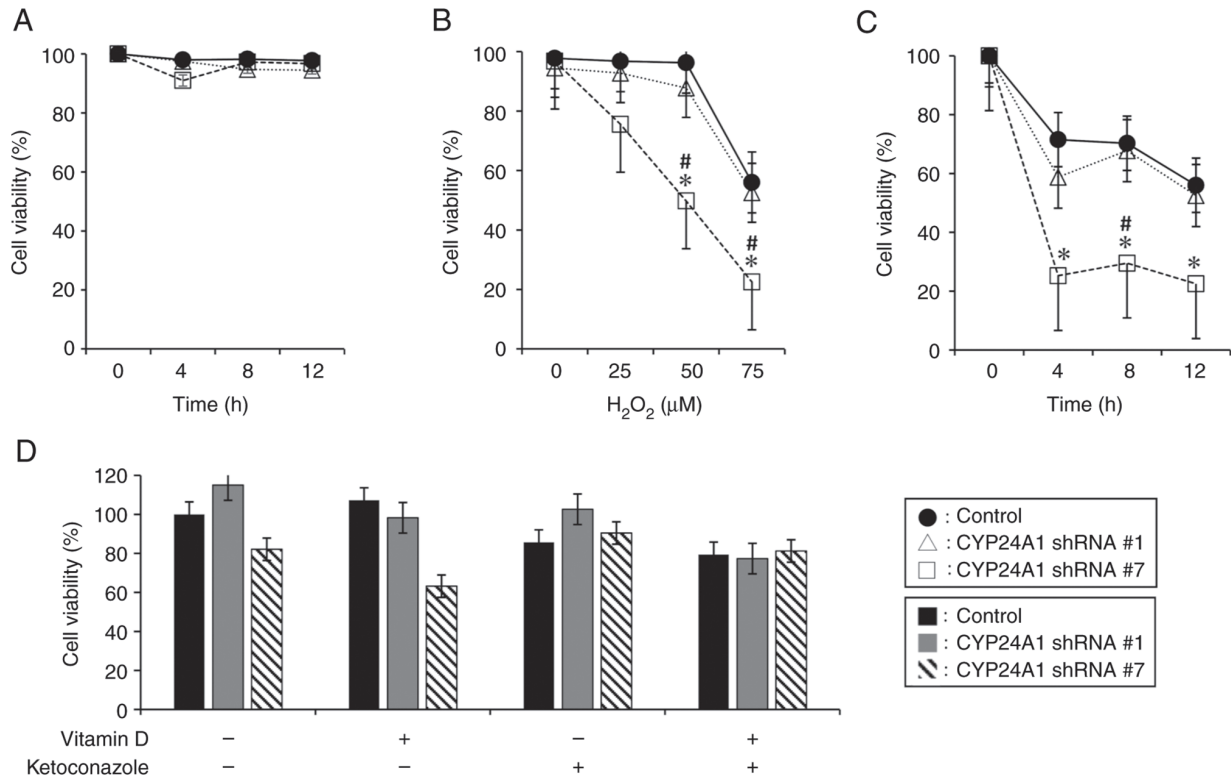 A
Cell viability (%)
100
80
60
40
20
0
0 4 8 12
Time (h)
B
Cell viability (%)
100
80
60
40
20
0
#
*
#
*
0 25 50 75
H₂O₂ (μM)
C
Cell viability (%)
100
80
60
40
20
0
*
#
*
*
0 4 8 12
Time (h)
D
Cell viability (%)
120
100
80
60
40
20
0
Vitamin D − + − +
Ketoconazole − − + +
: Control
: CYP24A1 shRNA #1
: CYP24A1 shRNA #7
: Control
: CYP24A1 shRNA #1
: CYP24A1 shRNA #7